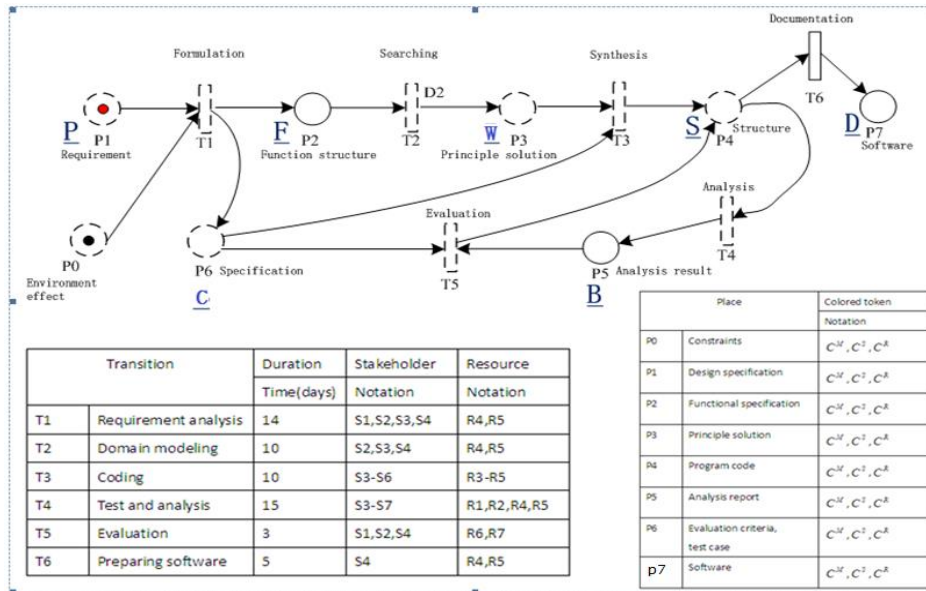 Documentation
Formulation
Searching
Synthesis
D2
T6
P
P1
T1
F
P2
T2
W
P3
T3
S
P4
Structure
D
P7
Requirement
Function structure
Principle solution
Software
Evaluation
Analysis
P0
P6
Specification
T5
P5
Analysis result
T4
Environment
effect
C
B
Place
Colored token
Notation
P0
Constraints
C^M, C^I, C^R
P1
Design specification
C^M, C^I, C^R
P2
Functional specification
C^M, C^I, C^R
P3
Principle solution
C^M, C^I, C^R
P4
Program code
C^M, C^I, C^R
P5
Analysis report
C^M, C^I, C^R
P6
Evaluation criteria,
test case
C^M, C^I, C^R
p7
Software
C^M, C^I, C^R
Transition
Duration
Stakeholder
Resource
Time(days)
Notation
Notation
T1
Requirement analysis
14
S1,S2,S3,S4
R4,R5
T2
Domain modeling
10
S2,S3,S4
R4,R5
T3
Coding
10
S3-S6
R3-R5
T4
Test and analysis
15
S3-S7
R1,R2,R4,R5
T5
Evaluation
3
S1,S2,S4
R6,R7
T6
Preparing software
5
S4
R4,R5